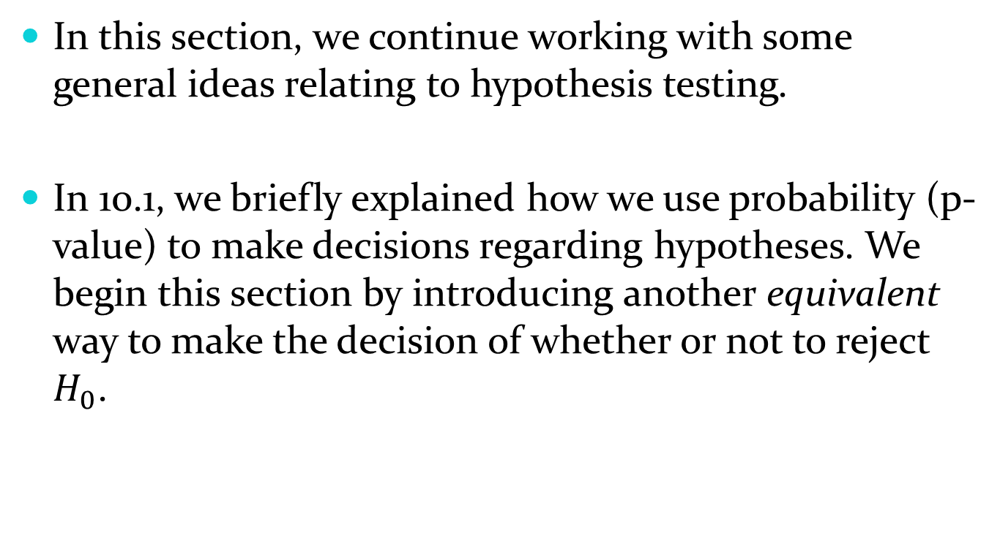 • In this section, we continue working with some
general ideas relating to hypothesis testing.
• In 10.1, we briefly explained how we use probability (p-
value) to make decisions regarding hypotheses. We
begin this section by introducing another equivalent
way to make the decision of whether or not to reject
H₀.